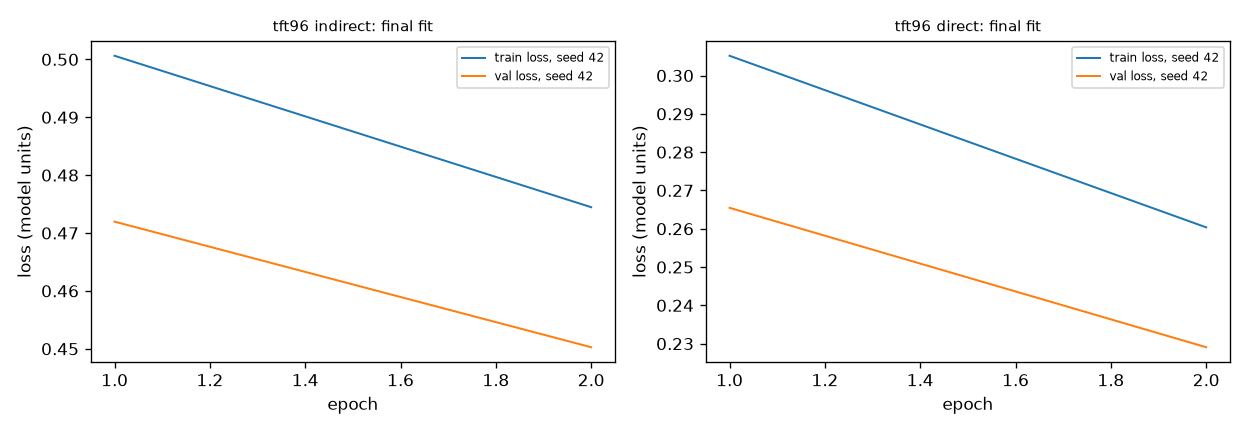 tft96 indirect: final fit
train loss, seed 42
val loss, seed 42
loss (model units)
0.50
0.49
0.48
0.47
0.46
0.45
1.0 1.2 1.4 1.6 1.8 2.0
epoch
tft96 direct: final fit
train loss, seed 42
val loss, seed 42
loss (model units)
0.30
0.29
0.28
0.27
0.26
0.25
0.24
0.23
1.0 1.2 1.4 1.6 1.8 2.0
epoch